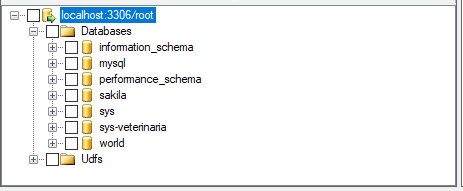 localhost:3306/root
Databases
information_schema
mysql
performance_schema
sakila
sys
sys-veterinaria
world
Udfs